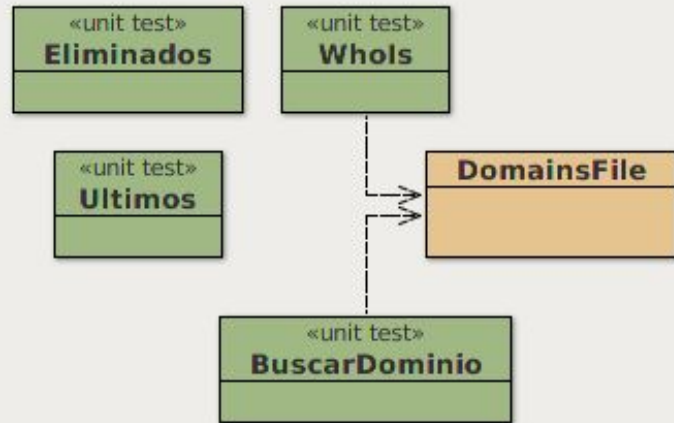 «unit test»
Eliminados
«unit test»
WhoIs
«unit test»
Ultimos
DomainsFile
«unit test»
BuscarDominio